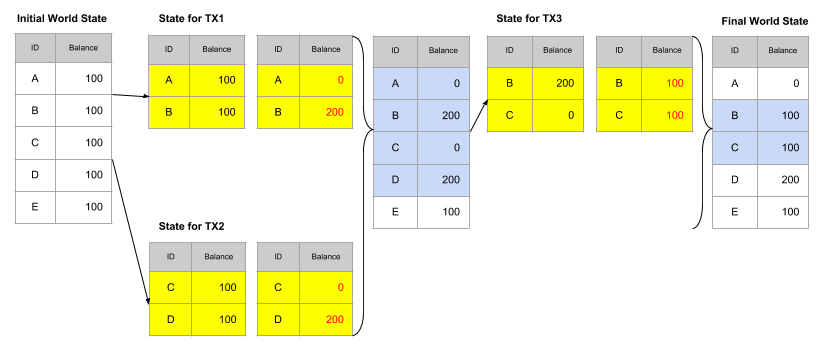 Initial World State
ID Balance
A 100
B 100
C 100
D 100
E 100
State for TX1
ID Balance
A 100
B 100
ID Balance
A 0
B 200
State for TX2
ID Balance
C 100
D 100
ID Balance
C 0
D 200
ID Balance
A 0
B 200
C 0
D 200
E 100
State for TX3
ID Balance
B 200
C 0
ID Balance
B 100
C 100
Final World State
ID Balance
A 0
B 100
C 100
D 200
E 100